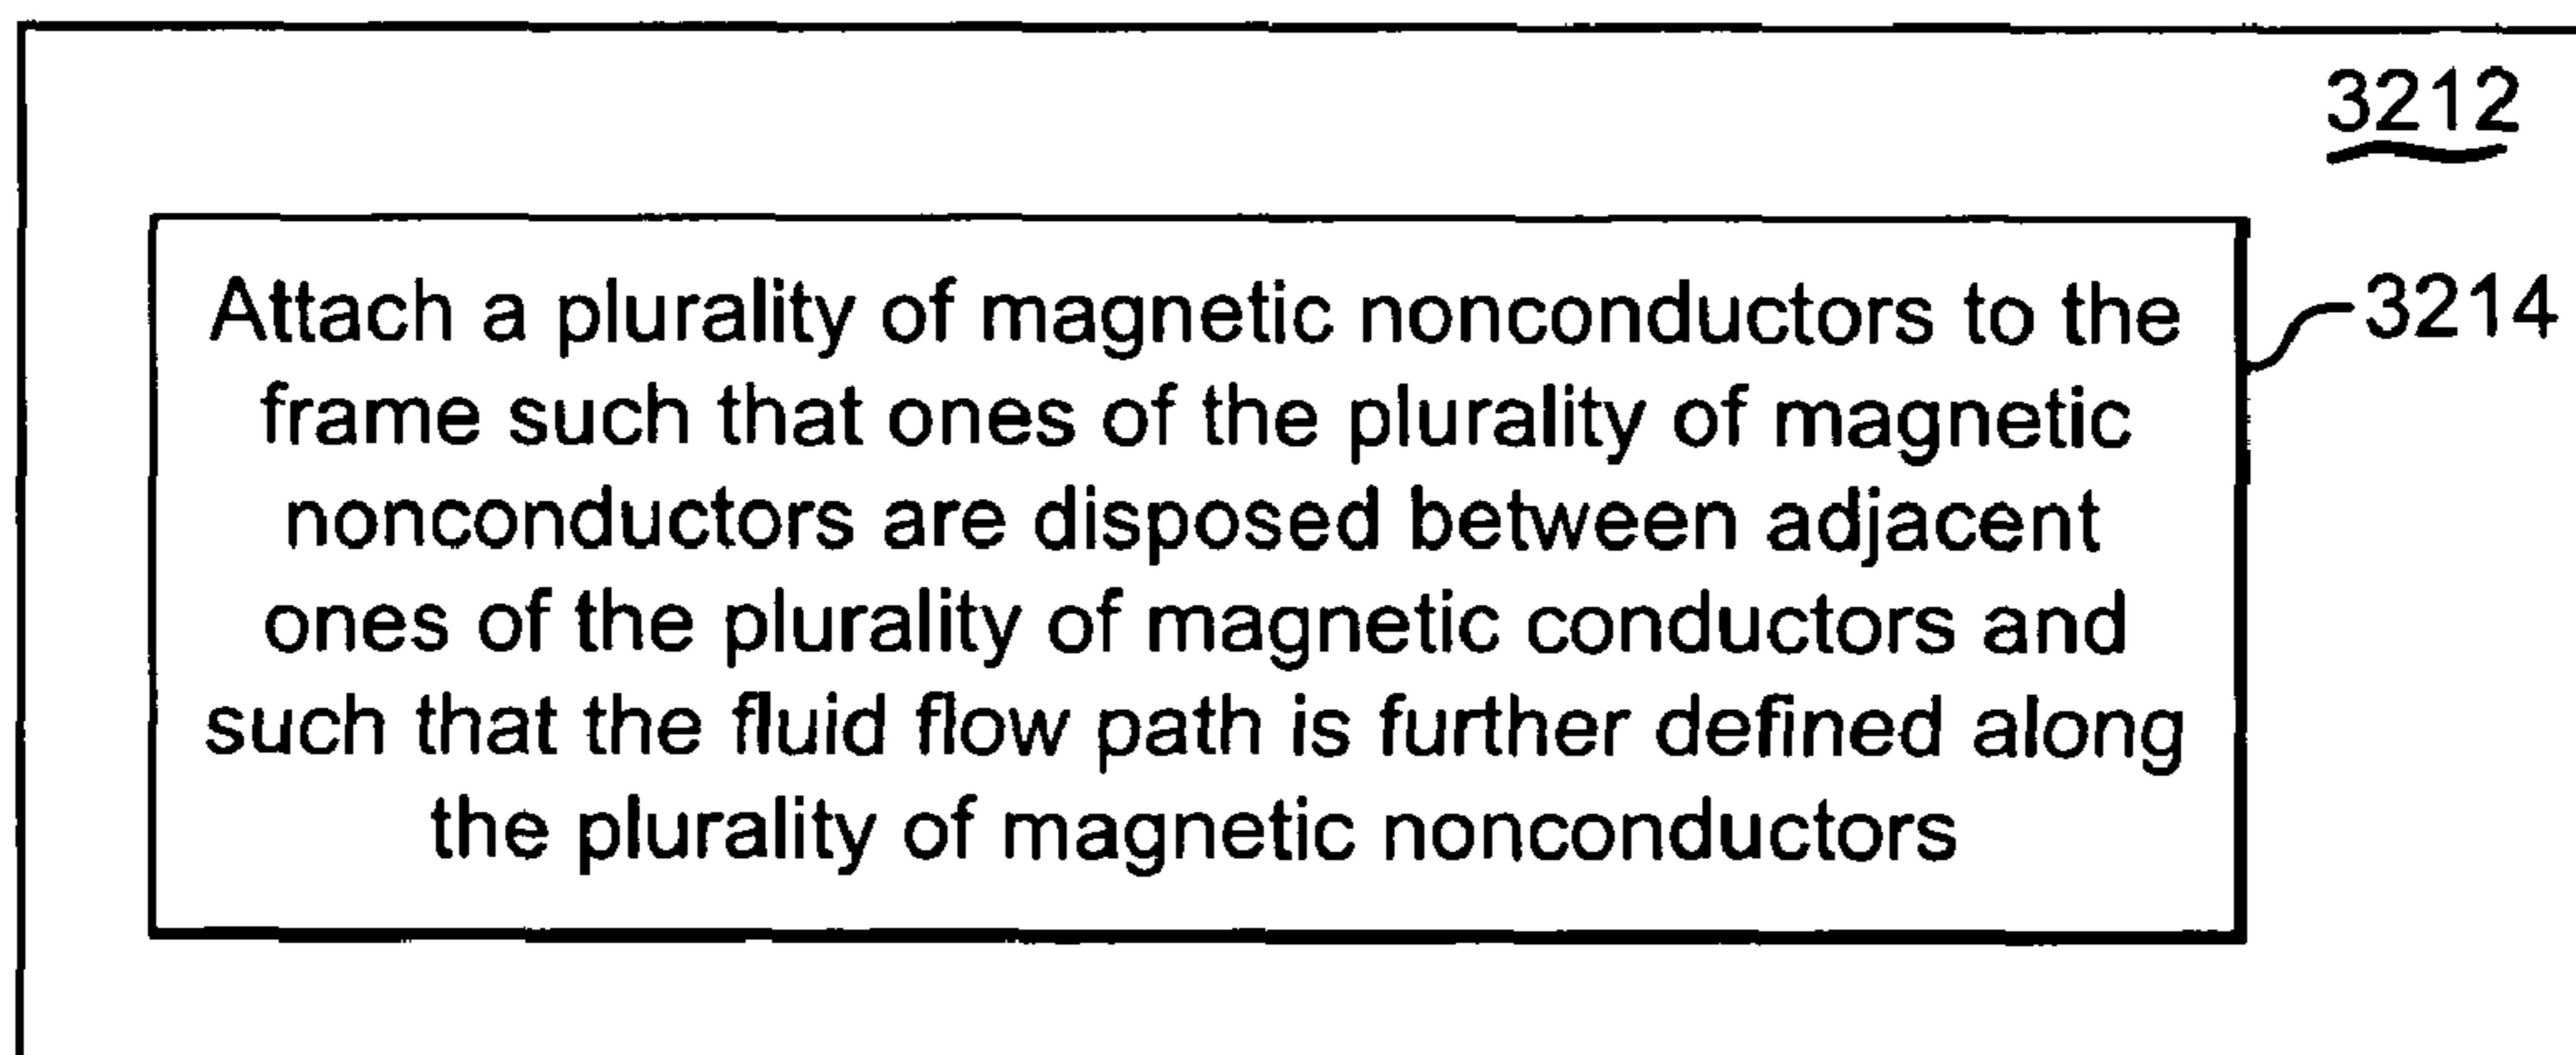 3212
Attach a plurality of magnetic nonconductors to the
frame such that ones of the plurality of magnetic
nonconductors are disposed between adjacent
ones of the plurality of magnetic conductors and
such that the fluid flow path is further defined along
the plurality of magnetic nonconductors
3214